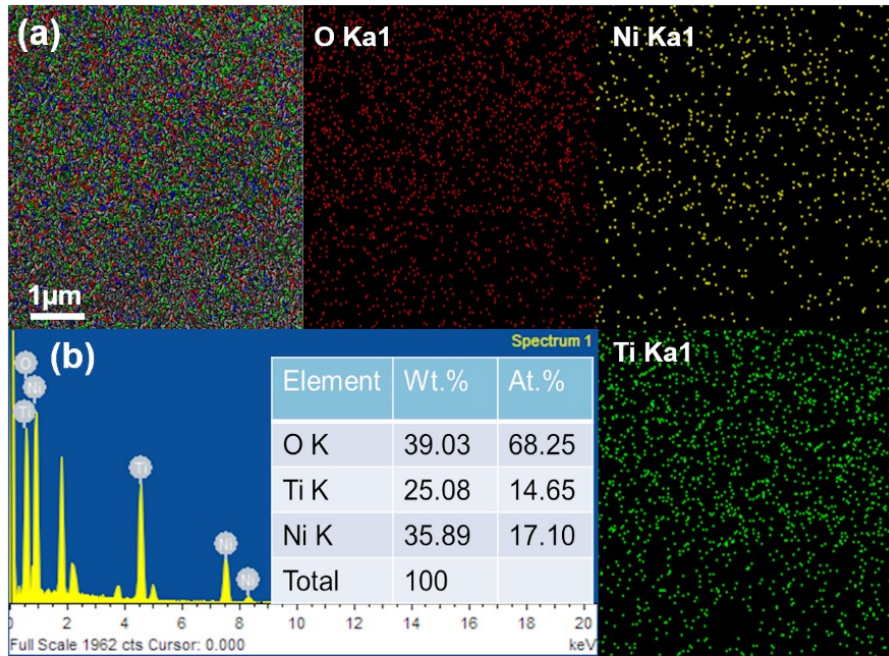 (a)
O Ka1
Ni Ka1
1µm
(b)
Spectrum 1
Ti Ka1
O
Ni
Ti
Ti
Ni
Ni
Element Wt.% At.%
O K 39.03 68.25
Ti K 25.08 14.65
Ni K 35.89 17.10
Total 100
0 2 4 6 8 10 12 14 16 18 20
Full Scale 1962 cts Cursor: 0.000 keV